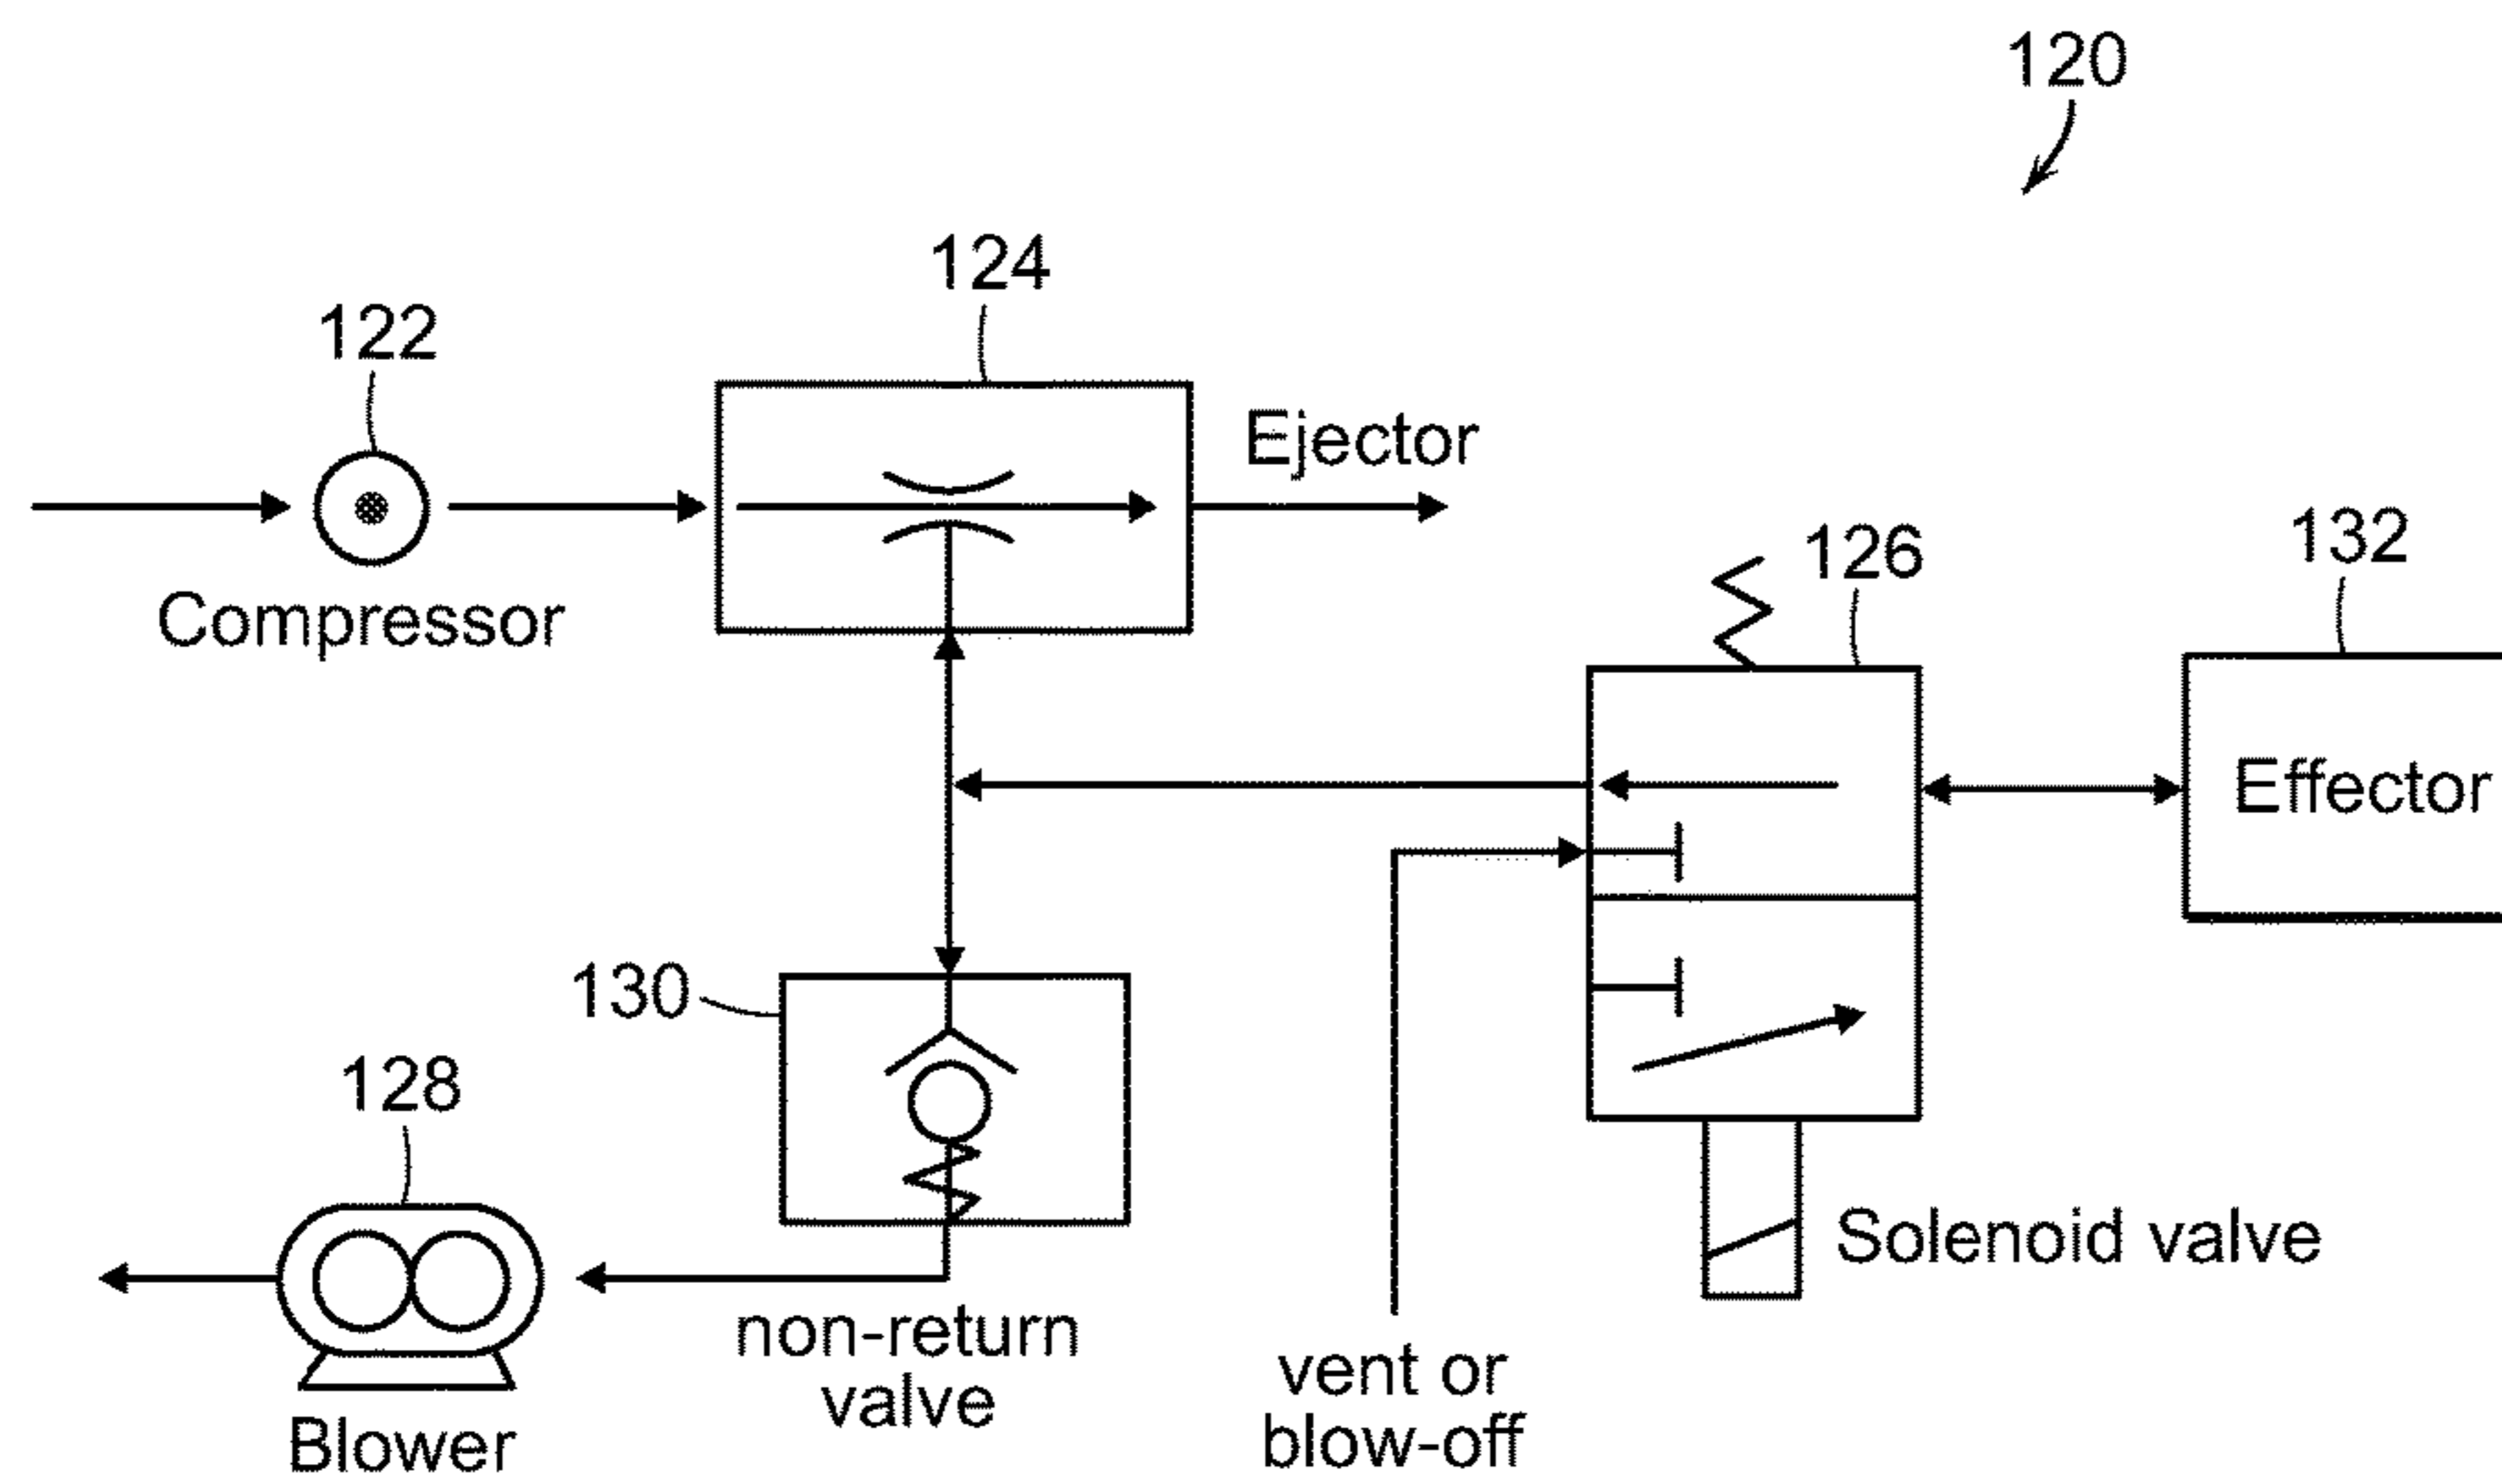 120
124
122
Ejector
126
132
Compressor
Effector
130
128
Solenoid valve
non-return
valve
vent or
blow-off
Blower